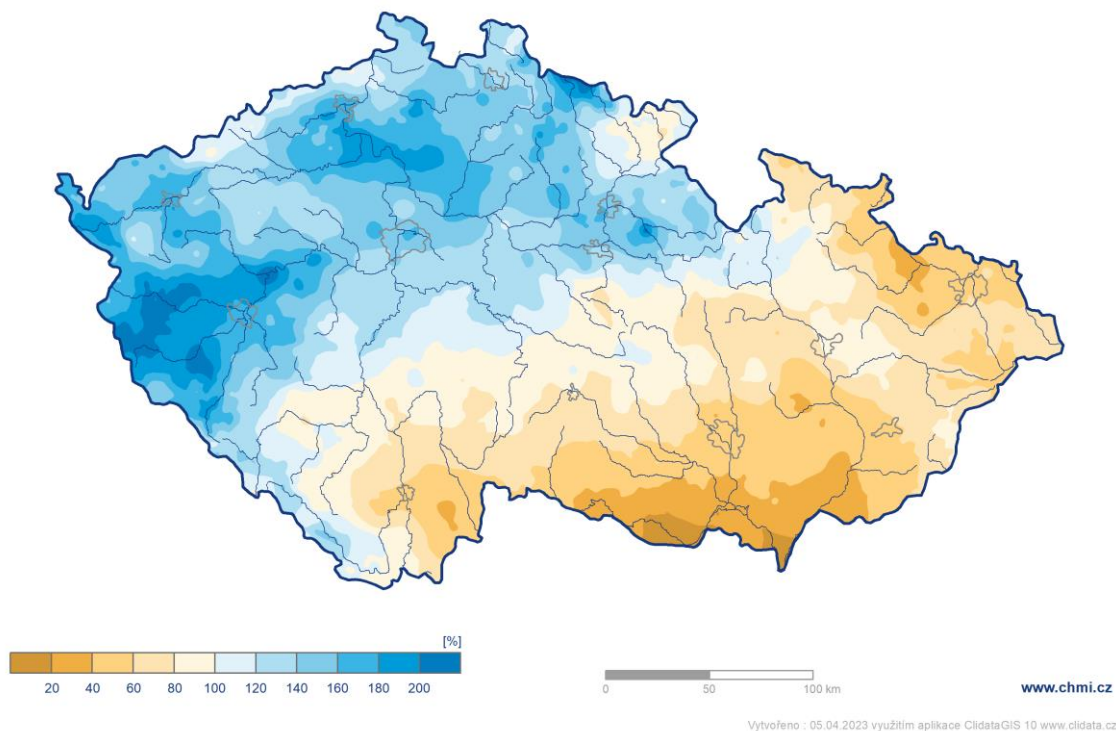 [%]
20 40 60 80 100 120 140 160 180 200
0 50 100 km
www.chmi.cz
Vytvořeno : 05.04.2023 využitím aplikace ClidataGIS 10 www.clidata.cz